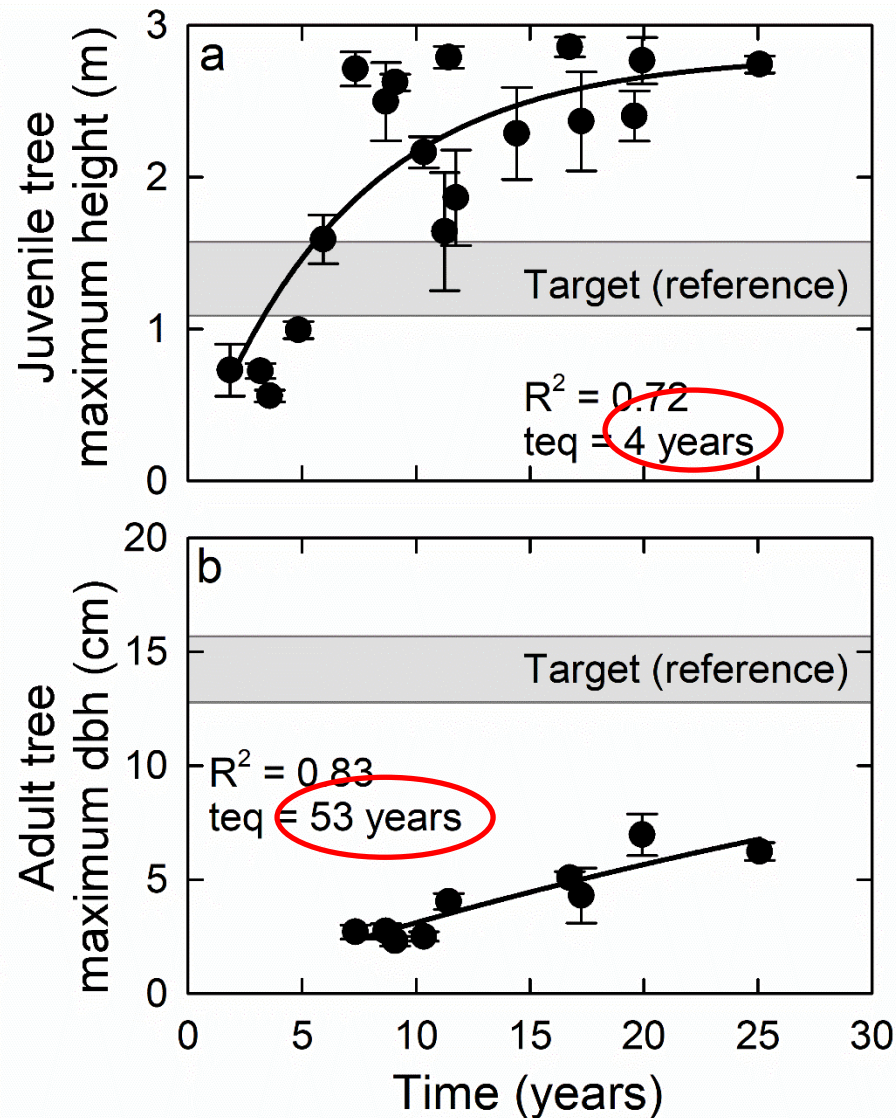 Juvenile tree
maximum height (m)
3
2
1
0
a
Target (reference)
R² = 0.72
teq = 4 years
Adult tree
maximum dbh (cm)
20
15
10
5
0
b
Target (reference)
R² = 0.83
teq = 53 years
0 5 10 15 20 25 30
Time (years)